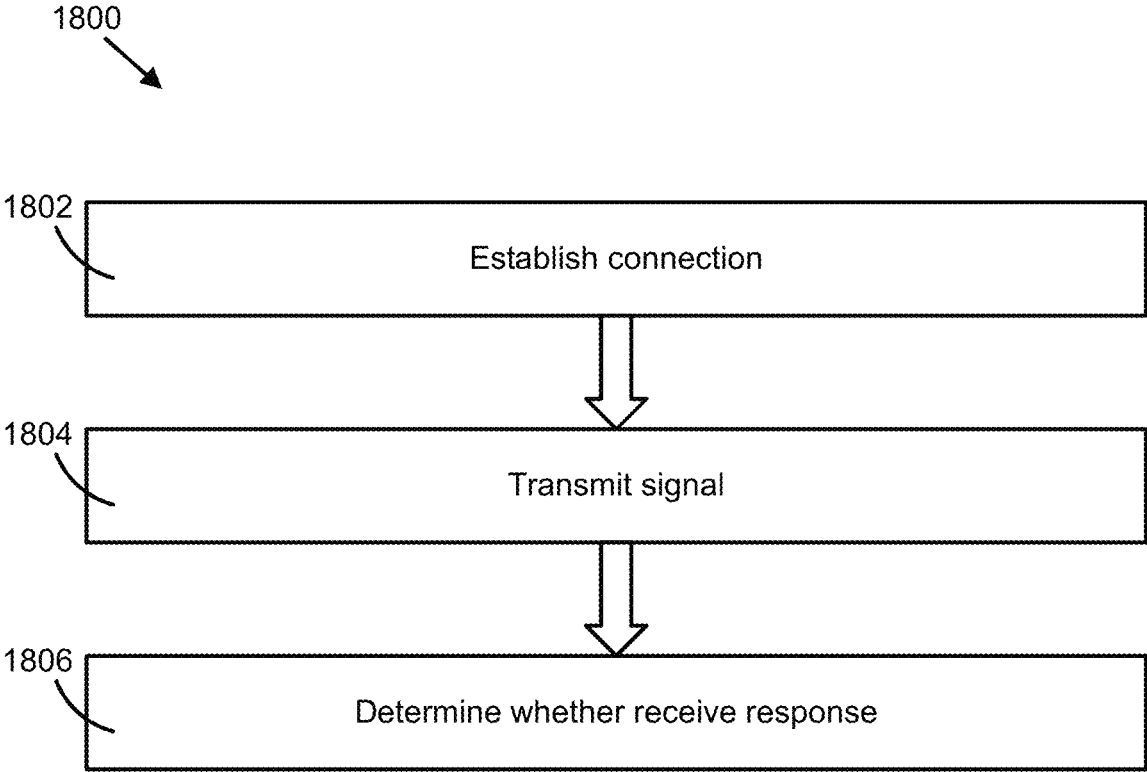 1800
1802
Establish connection
1804
Transmit signal
1806
Determine whether receive response